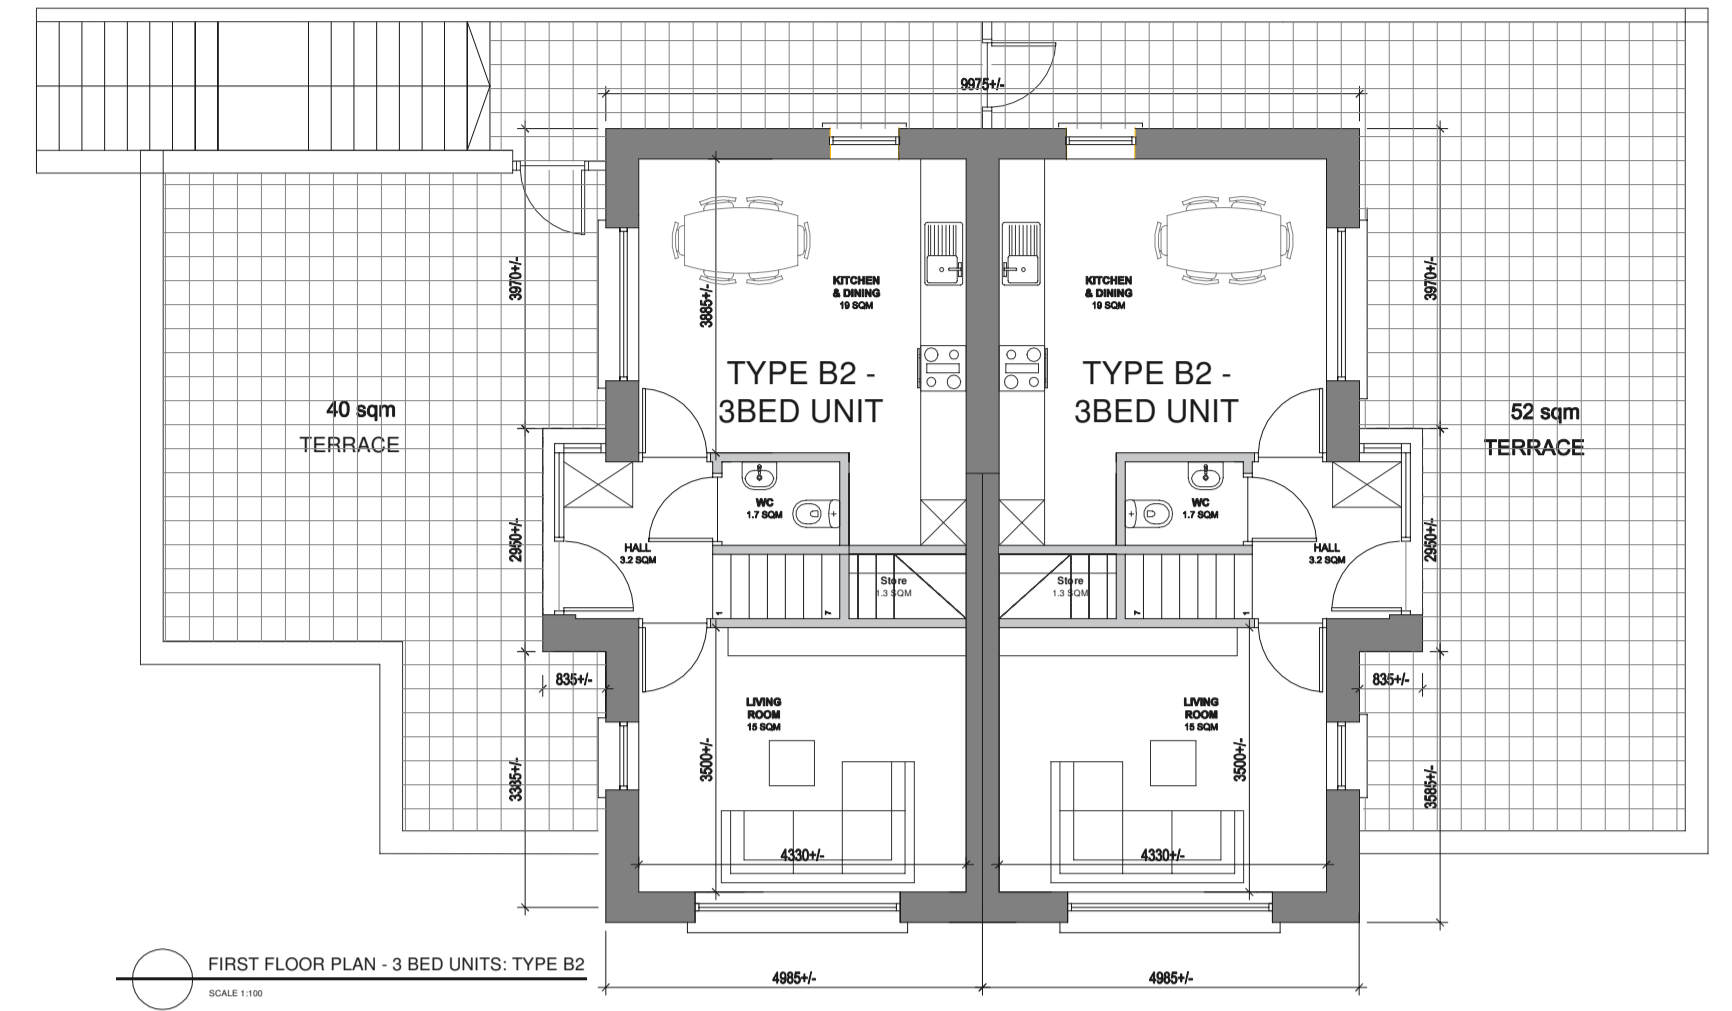 9975+/-
3970+/-
3885+/-
KITCHEN
& DINING
19 SQM
KITCHEN
& DINING
19 SQM
3970+/-
TYPE B2 -
3BED UNIT
TYPE B2 -
3BED UNIT
40 sqm
TERRACE
52 sqm
TERRACE
WC
1.7 SQM
WC
1.7 SQM
2950+/-
HALL
3.2 SQM
HALL
3.2 SQM
2950+/-
Store
1.3 SQM
Store
1.3 SQM
1
7
7
1
835+/-
835+/-
LIVING
ROOM
15 SQM
LIVING
ROOM
15 SQM
3385+/-
3500+/-
3500+/-
3585+/-
4330+/-
4330+/-
FIRST FLOOR PLAN - 3 BED UNITS: TYPE B2
SCALE 1:100
4985+/-
4985+/-